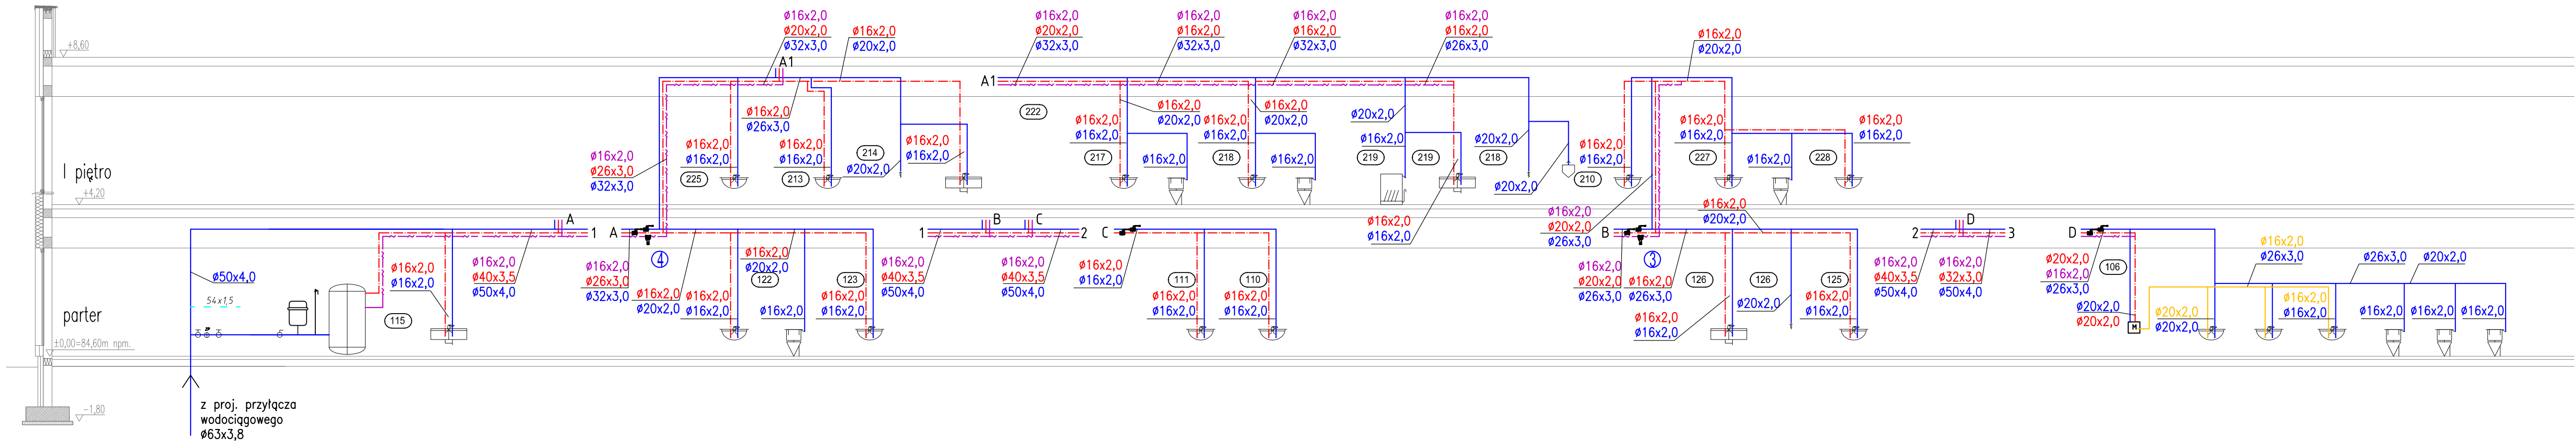 +8,60
I piętro
+4,20
parter
±0,00=84,60m npm.
-1,80
z proj. przyłącza
wodociągowego
Ø63x3,8
Ø50x4,0
54x1,5
115
Ø16x2,0
Ø16x2,0
Ø16x2,0
Ø40x3,5
Ø50x4,0
A
1
Ø16x2,0
Ø20x2,0
Ø32x3,0
A1
Ø16x2,0
Ø20x2,0
Ø16x2,0
Ø26x3,0
Ø16x2,0
Ø26x3,0
Ø32x3,0
Ø16x2,0
Ø16x2,0
225
Ø16x2,0
Ø16x2,0
213
214
Ø20x2,0
Ø16x2,0
Ø16x2,0
A
4
Ø16x2,0
Ø26x3,0
Ø32x3,0
Ø16x2,0
Ø20x2,0
Ø16x2,0
Ø20x2,0
122
Ø16x2,0
Ø16x2,0
Ø16x2,0
123
Ø16x2,0
Ø16x2,0
1
B
C
2
Ø16x2,0
Ø40x3,5
Ø50x4,0
Ø16x2,0
Ø40x3,5
Ø50x4,0
C
Ø16x2,0
Ø16x2,0
111
Ø16x2,0
Ø16x2,0
110
Ø16x2,0
Ø16x2,0
A1
Ø16x2,0
Ø20x2,0
Ø32x3,0
Ø16x2,0
Ø16x2,0
Ø32x3,0
Ø16x2,0
Ø16x2,0
Ø32x3,0
Ø16x2,0
Ø16x2,0
Ø26x3,0
222
Ø16x2,0
Ø20x2,0
Ø16x2,0
Ø16x2,0
217
Ø16x2,0
Ø16x2,0
Ø20x2,0
Ø16x2,0
Ø16x2,0
218
Ø16x2,0
Ø20x2,0
Ø16x2,0
219
219
Ø16x2,0
Ø16x2,0
Ø20x2,0
218
Ø20x2,0
Ø16x2,0
Ø20x2,0
Ø16x2,0
Ø16x2,0
210
Ø16x2,0
Ø16x2,0
227
Ø16x2,0
228
Ø16x2,0
Ø16x2,0
Ø16x2,0
Ø20x2,0
Ø26x3,0
B
3
Ø16x2,0
Ø20x2,0
Ø16x2,0
Ø20x2,0
Ø26x3,0
Ø16x2,0
Ø26x3,0
126
Ø16x2,0
Ø16x2,0
126
Ø20x2,0
125
Ø16x2,0
Ø16x2,0
2
D
3
Ø16x2,0
Ø40x3,5
Ø50x4,0
Ø16x2,0
Ø32x3,0
Ø50x4,0
D
Ø20x2,0
Ø16x2,0
Ø26x3,0
106
Ø20x2,0
Ø20x2,0
M
Ø16x2,0
Ø26x3,0
Ø26x3,0
Ø20x2,0
Ø20x2,0
Ø20x2,0
Ø16x2,0
Ø16x2,0
Ø16x2,0
Ø16x2,0
Ø16x2,0